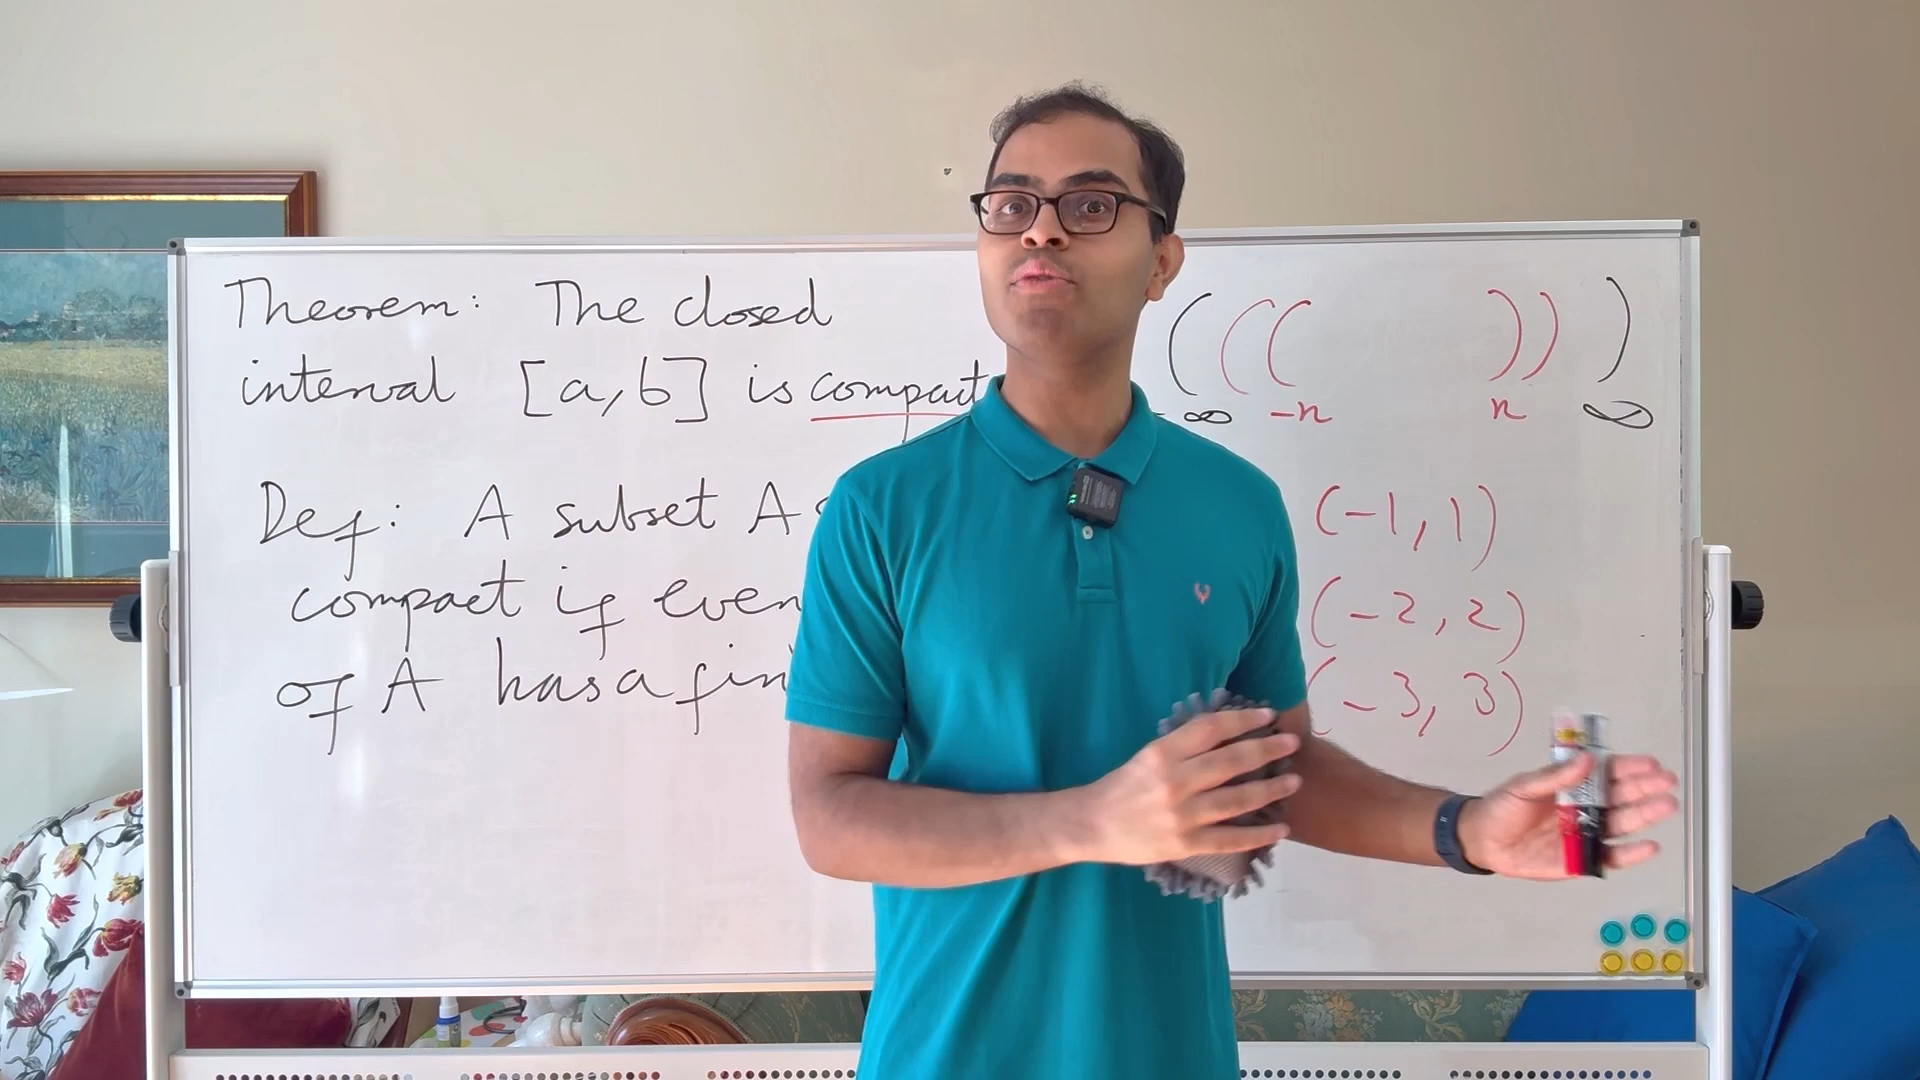 Theorem: The closed
interval [a,b] is compact
Def: A subset A
compact if
of A has a fin
((( ))) 
-∞ -n n ∞
(-1, 1)
(-2, 2)
(-3, 3)